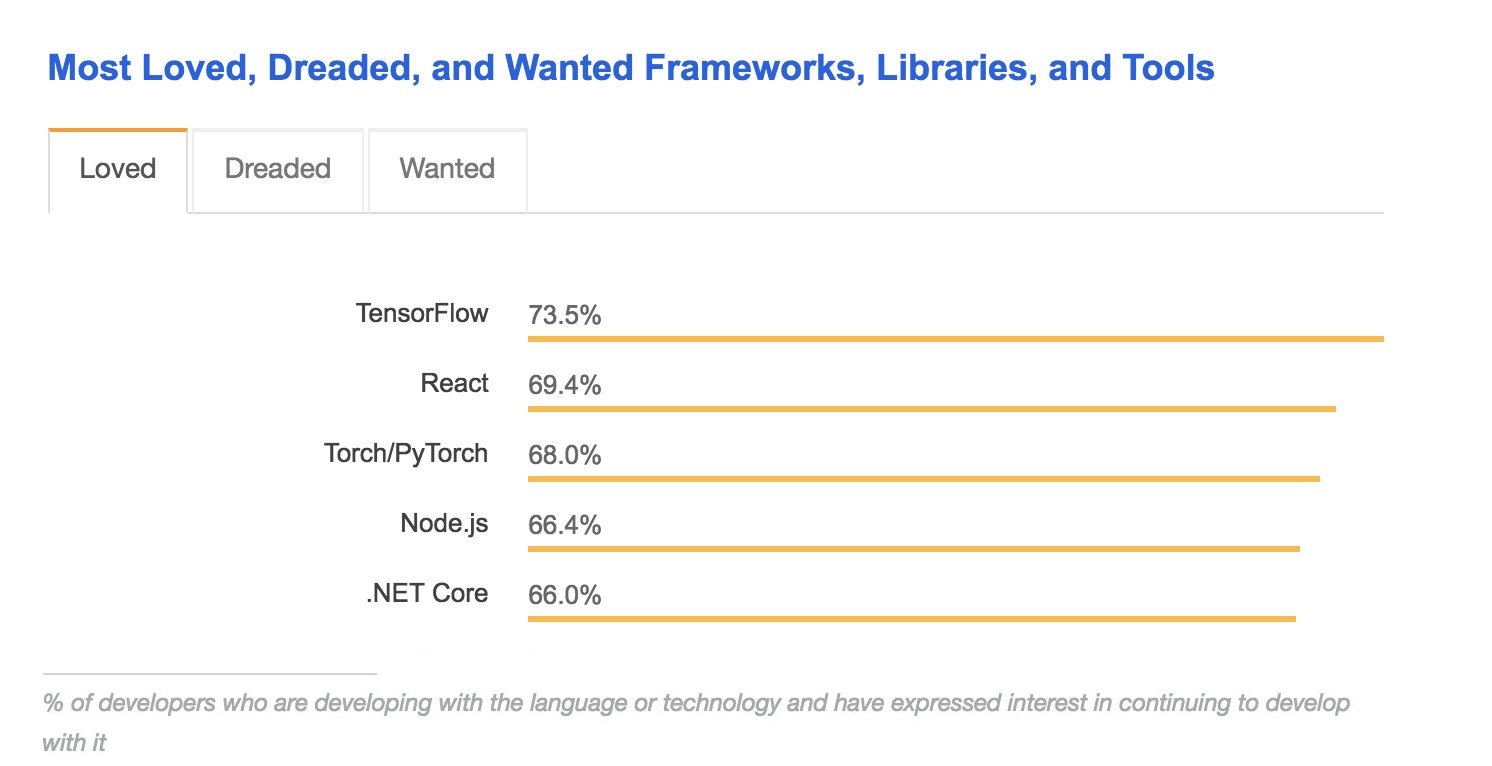 Most Loved, Dreaded, and Wanted Frameworks, Libraries, and Tools
Loved Dreaded Wanted
TensorFlow 73.5%
React 69.4%
Torch/PyTorch 68.0%
Node.js 66.4%
.NET Core 66.0%
% of developers who are developing with the language or technology and have expressed interest in continuing to develop
with it